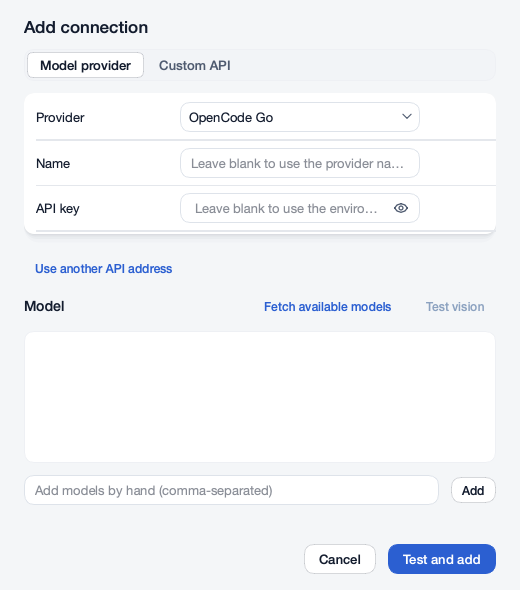 Add connection
Model provider
Custom API
Provider
OpenCode Go
Name
Leave blank to use the provider na…
API key
Leave blank to use the enviro…
Use another API address
Model
Fetch available models
Test vision
Add models by hand (comma-separated)
Add
Cancel
Test and add